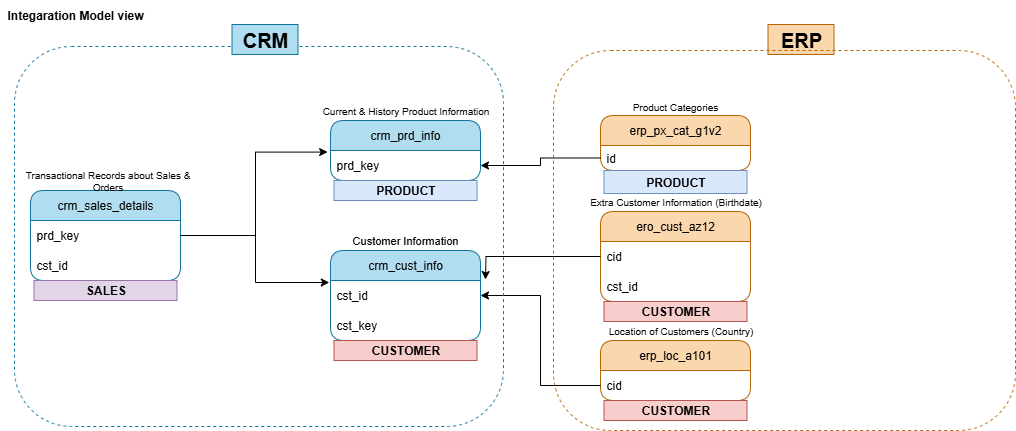 Integaration Model view
CRM
ERP
Transactional Records about Sales &
Orders
crm_sales_details
prd_key
cst_id
SALES
Current & History Product Information
crm_prd_info
prd_key
PRODUCT
Customer Information
crm_cust_info
cst_id
cst_key
CUSTOMER
Product Categories
erp_px_cat_g1v2
id
PRODUCT
Extra Customer Information (Birthdate)
ero_cust_az12
cid
cst_id
CUSTOMER
Location of Customers (Country)
erp_loc_a101
cid
CUSTOMER